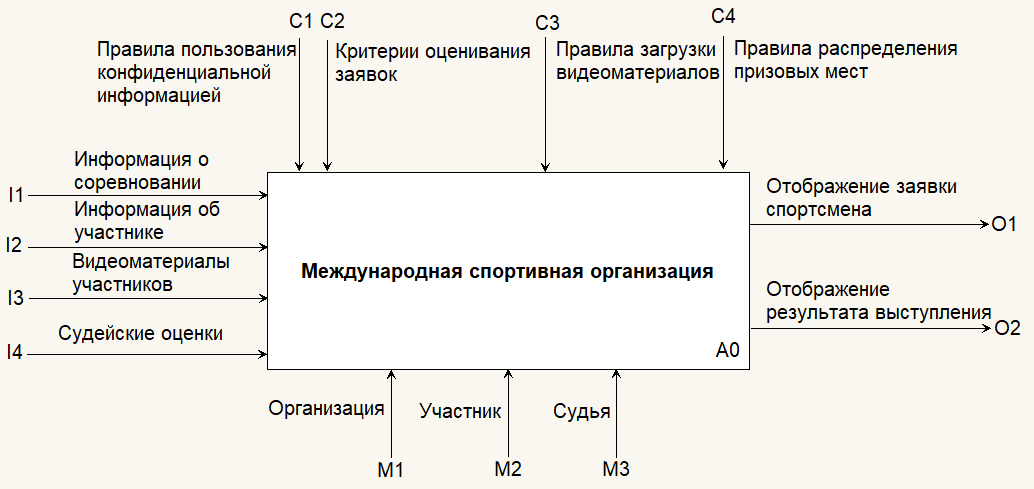 C1
C2
C3
C4
Правила пользования
конфиденциальной
информацией
Критерии оценивания
заявок
Правила загрузки
видеоматериалов
Правила распределения
призовых мест
Информация о
соревновании
I1
Информация об
участнике
I2
Видеоматериалы
участников
I3
Судейские оценки
I4
Международная спортивная организация
A0
Отображение заявки
спортсмена
O1
Отображение
результата выступления
O2
Организация
Участник
Судья
M1
M2
M3